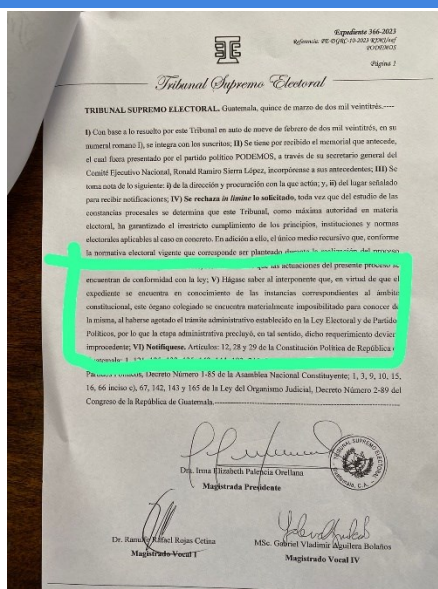 Expediente 366-2023
PODEMOS
Página 1
Tribunal Supremo Electoral
TRIBUNAL SUPREMO ELECTORAL. Guatemala, quince de marzo de dos mil veintitrés.----
I) Con base a lo resuelto por este Tribunal en auto de nueve de febrero de dos mil veintitrés, en su
numeral romano I), se integra con los suscritos; II) Se tiene por recibido el memorial que antecede,
el cual fuera presentado por el partido político PODEMOS, a través de su secretario general del
Comité Ejecutivo Nacional, Ronald Ramiro Sierra López, incorpórense a sus antecedentes; III) Se
toma nota de lo siguiente: i) de la dirección y procuración con la que actúa; y, ii) del lugar señalado
para recibir notificaciones; IV) Se rechaza in limine lo solicitado, toda vez que del estudio de las
constancias procesales se determina que este Tribunal, como máxima autoridad en materia
electoral, ha garantizado el irrestricto cumplimiento de los principios, instituciones y normas
electorales aplicables al caso en concreto. En adición a ello, el único medio recursivo que, conforme
la normativa electoral vigente que corresponde ser planteado durante la realización del proceso
que las actuaciones del presente proceso se
encuentran de conformidad con la ley; V) Hágase saber al interponente que, en virtud de que el
expediente se encuentra en conocimiento de las instancias correspondientes al ámbito
constitucional, este órgano colegiado se encuentra materialmente imposibilitado para conocer de
la misma, al haberse agotado el trámite administrativo establecido en la Ley Electoral y de Partidos
Políticos, por lo que la etapa administrativa precluyó, en tal sentido, dicho requerimiento deviene
improcedente; VI) Notifíquese. Artículos: 12, 28 y 29 de la Constitución Política de República de
Decreto Número 1-85 de la Asamblea Nacional Constituyente; 1, 3, 9, 10, 15,
16, 66 inciso c), 67, 142, 143 y 165 de la Ley del Organismo Judicial, Decreto Número 2-89 del
Congreso de la República de Guatemala.
Dra. Irma Elizabeth Palencia Orellana
Magistrada Presidente
Dr. Ranulfo Rafael Rojas Cetina
Magistrado Vocal I
MSc. Gabriel Vladimir Aguilera Bolaños
Magistrado Vocal IV